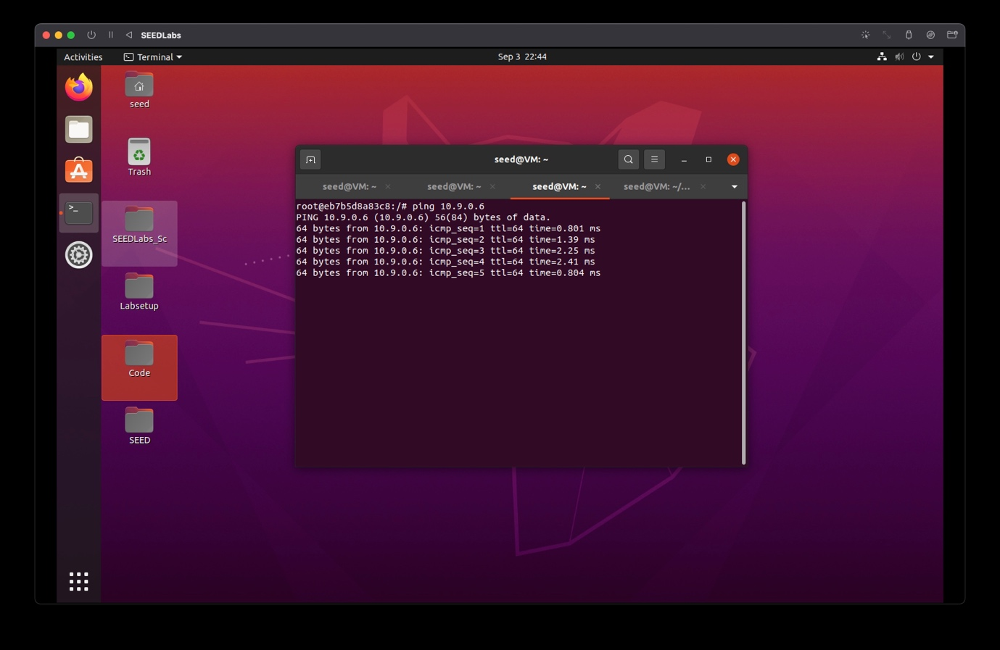 SEEDLabs
Activities
Terminal
Sep 3 22:44
seed
Trash
SEEDLabs_Sc
Labsetup
Code
SEED
seed@VM: ~
seed@VM: ~
seed@VM: ~
seed@VM: ~
seed@VM: ~/...
root@eb7b5d8a83c8:/# ping 10.9.0.6
PING 10.9.0.6 (10.9.0.6) 56(84) bytes of data.
64 bytes from 10.9.0.6: icmp_seq=1 ttl=64 time=0.801 ms
64 bytes from 10.9.0.6: icmp_seq=2 ttl=64 time=1.39 ms
64 bytes from 10.9.0.6: icmp_seq=3 ttl=64 time=2.25 ms
64 bytes from 10.9.0.6: icmp_seq=4 ttl=64 time=2.41 ms
64 bytes from 10.9.0.6: icmp_seq=5 ttl=64 time=0.804 ms